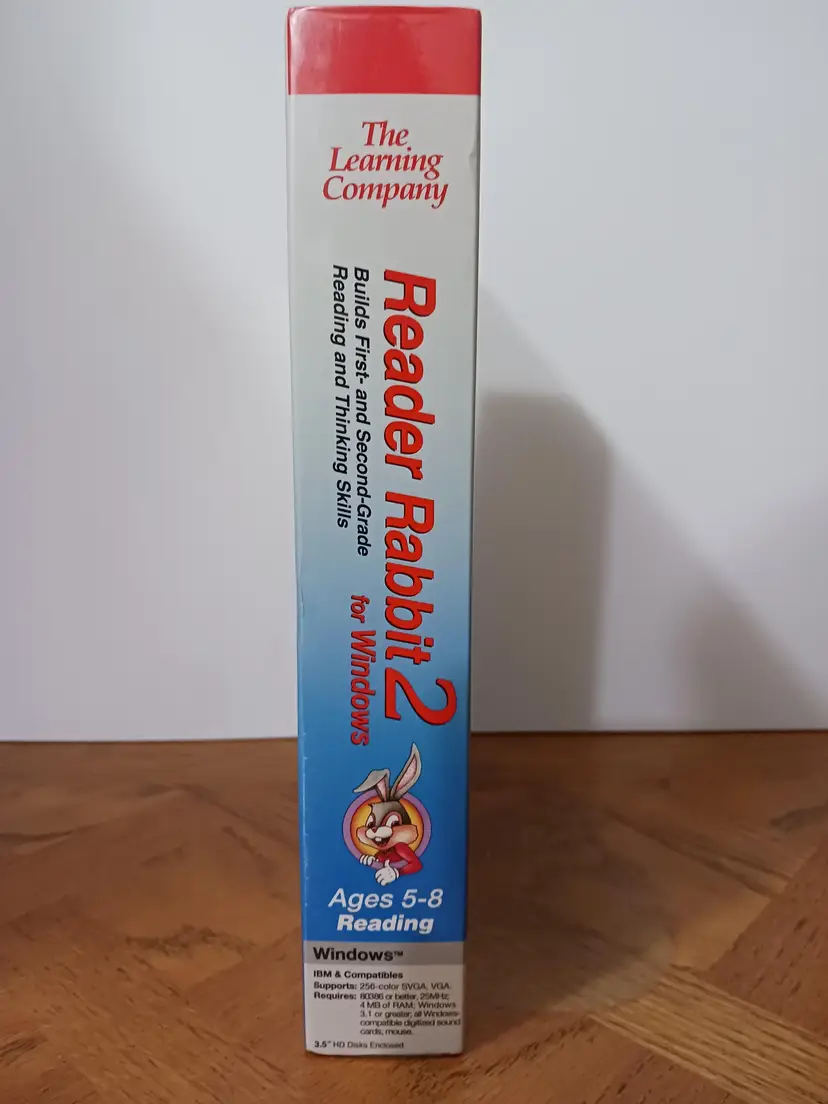 The
Learning
Company
Reader Rabbit 2
for Windows
Builds First- and Second-Grade
Reading and Thinking Skills
Ages 5-8
Reading
Windows™
IBM & Compatibles
Supports: 256-color SVGA, VGA.
Requires: 80386 or better, 25MHz;
4 MB of RAM; Windows
3.1 or greater; all Windows-
compatible digitized sound
cards; mouse.
3.5" HD Disks Enclosed